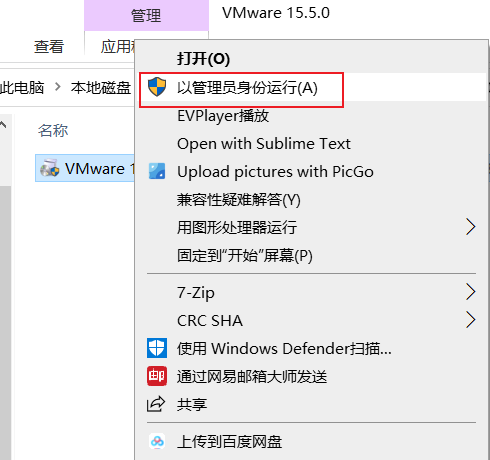 管理
VMware 15.5.0
查看
应用
此电脑
本地磁盘
名称
VMware 1
打开(O)
以管理员身份运行(A)
EVPlayer播放
Open with Sublime Text
Upload pictures with PicGo
兼容性疑难解答(Y)
用图形处理器运行
固定到"开始"屏幕(P)
7-Zip
CRC SHA
使用 Windows Defender扫描...
通过网易邮箱大师发送
共享
上传到百度网盘